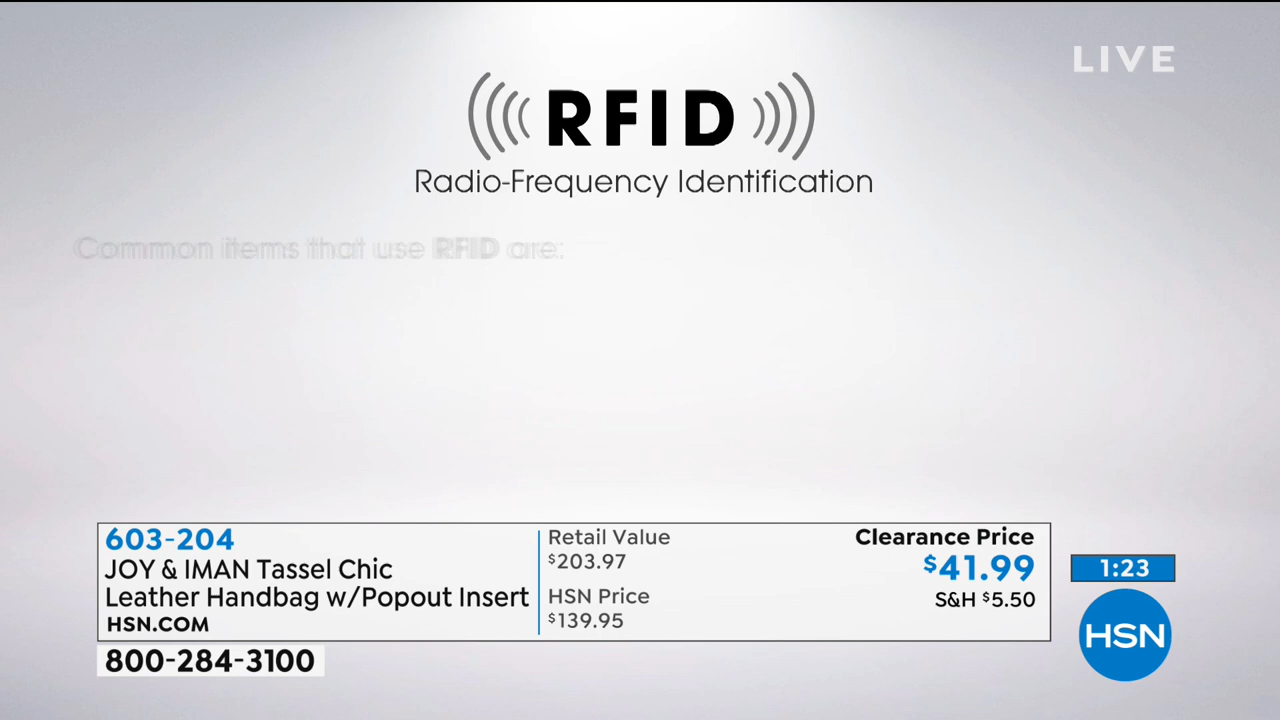 LIVE
RFID
Radio-Frequency Identification
Common items that use RFID are:
603-204
JOY & IMAN Tassel Chic
Leather Handbag w/Popout Insert
HSN.COM
800-284-3100
Retail Value
$203.97
HSN Price
$139.95
Clearance Price
$41.99
S&H $5.50
1:23
HSN